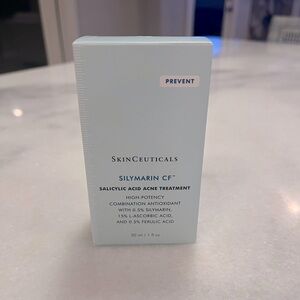 PREVENT
SKINCEUTICALS
SILYMARIN CF™
SALICYLIC ACID ACNE TREATMENT
HIGH POTENCY
COMBINATION ANTIOXIDANT
WITH 0.5% SILYMARIN,
15% L-ASCORBIC ACID,
AND 0.5% FERULIC ACID
30 ml / 1 fl oz